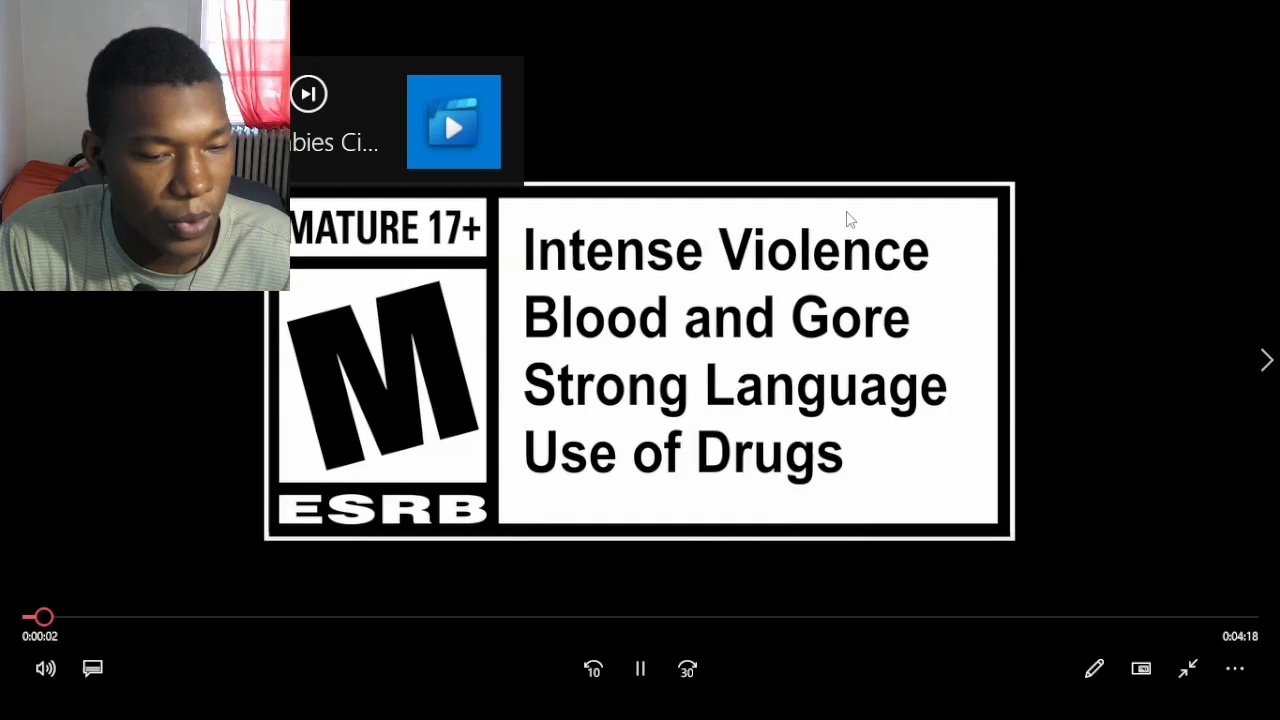 bies Ci...
MATURE 17+
M
ESRB
Intense Violence
Blood and Gore
Strong Language
Use of Drugs
0:00:02
0:04:18
10
30